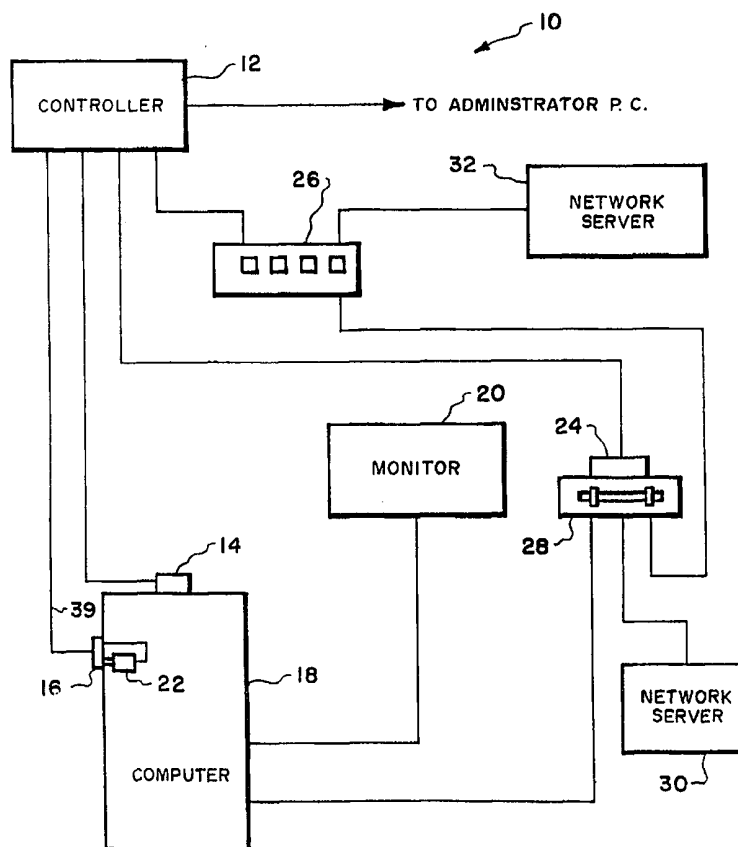 10
12
CONTROLLER
TO ADMINSTRATOR P.C.
26
32
NETWORK
SERVER
20
MONITOR
24
28
14
39
16
22
18
COMPUTER
NETWORK
SERVER
30